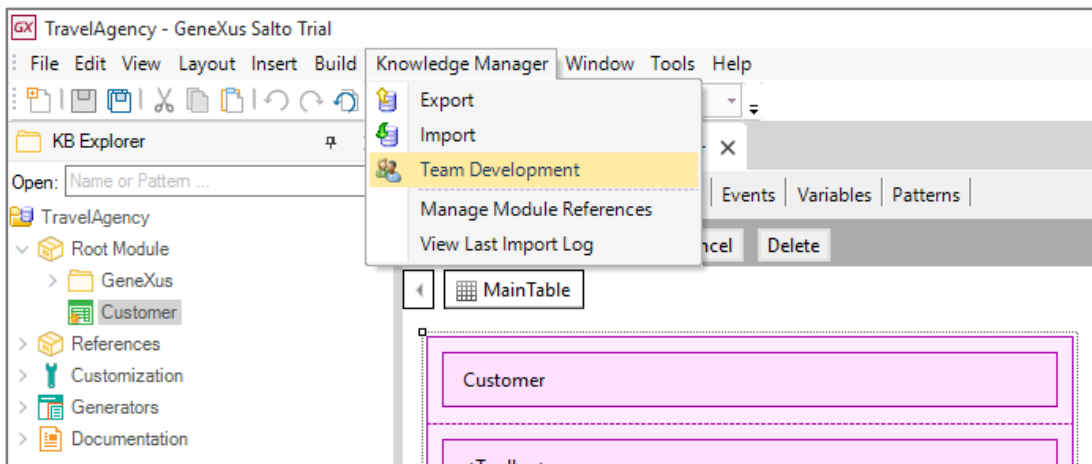 GX TravelAgency - GeneXus Salto Trial
File Edit View Layout Insert Build Knowledge Manager Window Tools Help
Export
KB Explorer
Import
Open: Name or Pattern ...
Team Development
Events Variables Patterns
TravelAgency
Manage Module References
Root Module
View Last Import Log
ncel Delete
GeneXus
MainTable
Customer
References
Customization
Customer
Generators
Documentation